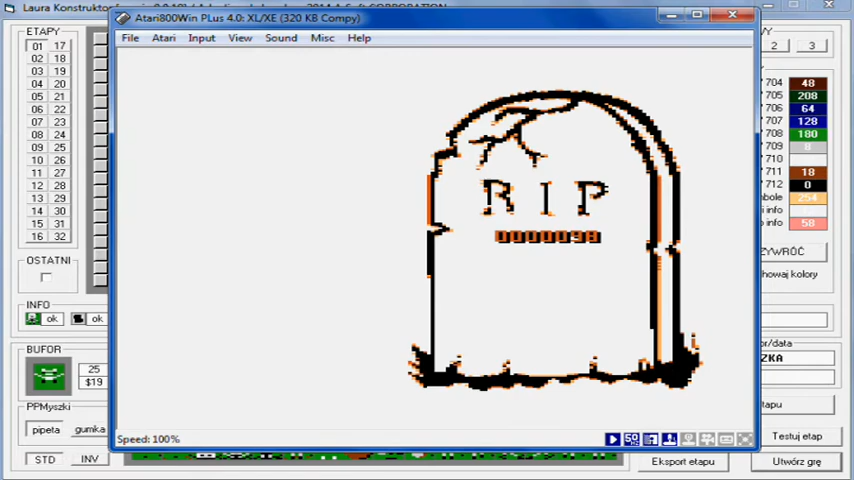 Laura Konstruktor
Atari800Win PLus 4.0: XL/XE (320 KB Compy)
File Atari Input View Sound Misc Help
ETAPY
01 17
02 18
03 19
04 20
05 21
06 22
07 23
08 24
09 25
10 26
11 27
12 28
13 29
14 30
15 31
16 32
OSTATNI
INFO
ok ok
BUFOR
25
$19
PPMyszki
pipeta gumka
STD INV
RIP
0000098
Speed: 100%
50
2 3
704 48
705 208
706 64
707 128
708 180
709 8
710
711 18
712 0
254
info
info 58
howaj kolory
or/data
ZKA
Testuj etap
Eksport etapu Utwórz grę